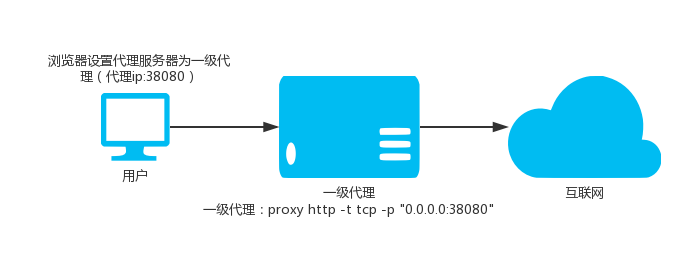 浏览器设置代理服务器为一级代
理（代理ip:38080）
用户
一级代理
互联网
一级代理：proxy http -t tcp -p "0.0.0.0:38080"